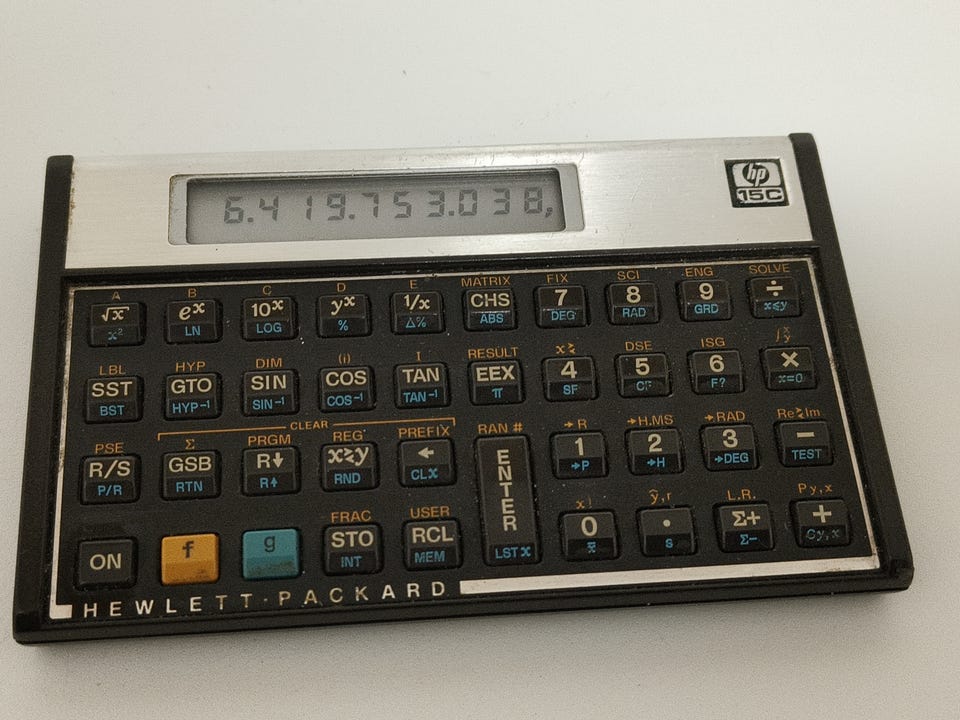 6.419.753.038,
hp
15C
A B C D E MATRIX FIX SCI ENG SOLVE
√x eˣ 10ˣ yˣ 1/x CHS 7 8 9 ÷
x² LN LOG % Δ% ABS DEG RAD GRD x≤y
LBL HYP DIM (i) I RESULT x≷ DSE ISG ∫ˣᵧ
SST GTO SIN COS TAN EEX 4 5 6 ×
BST HYP⁻¹ SIN⁻¹ COS⁻¹ TAN⁻¹ π SF CF F? x=0
CLEAR
PSE Σ PRGM REG PREFIX RAN # →R →H.MS →RAD Re≷Im
R/S GSB R↓ x≷y ← ENTER 1 2 3 −
P/R RTN R↑ RND CLx →P →H →DEG TEST
FRAC USER x! ŷ,r L.R. Py,x
ON f g STO RCL 0 · Σ+ +
INT MEM LSTx x̄ s Σ− Cy,x
HEWLETT·PACKARD